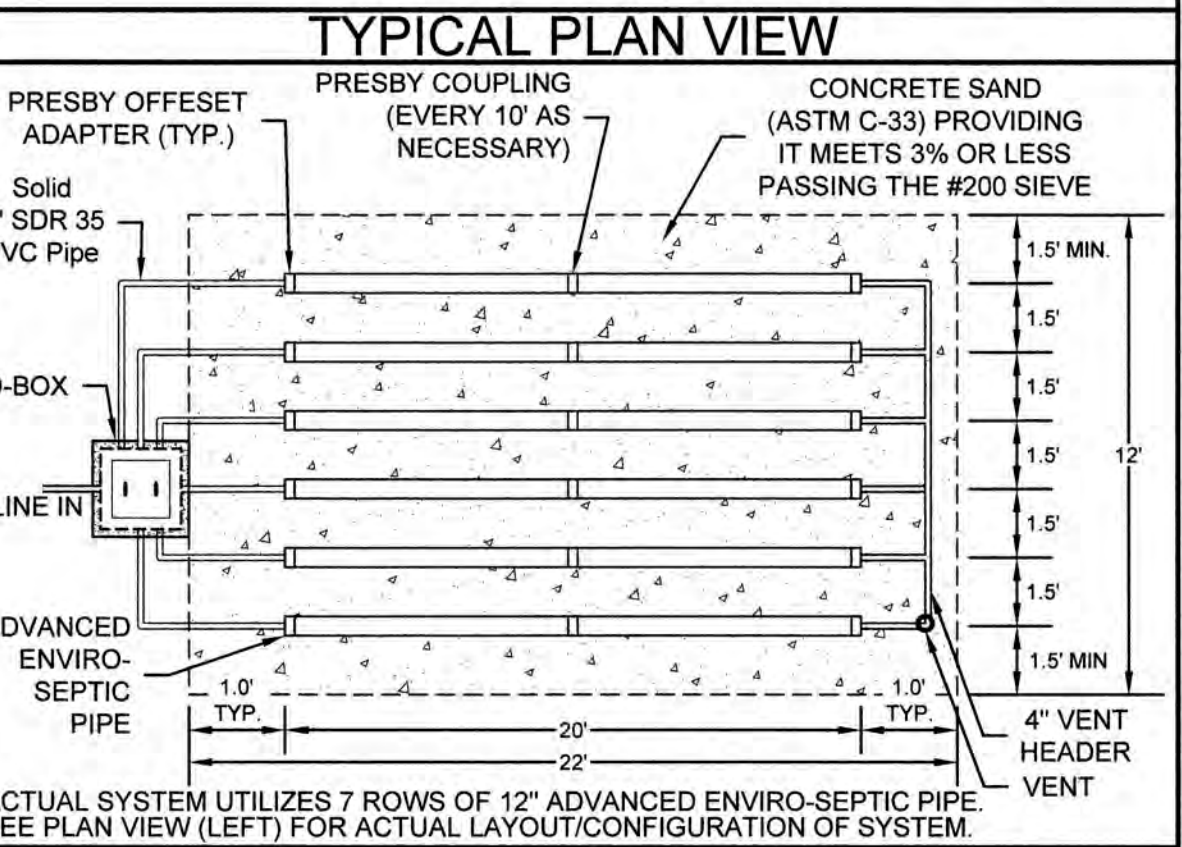 TYPICAL PLAN VIEW
PRESBY OFFESET
ADAPTER (TYP.)
PRESBY COUPLING
(EVERY 10' AS
NECESSARY)
CONCRETE SAND
(ASTM C-33) PROVIDING
IT MEETS 3% OR LESS
PASSING THE #200 SIEVE
Solid
" SDR 35
VC Pipe
-BOX
LINE IN
DVANCED
ENVIRO-
SEPTIC
PIPE
1.5' MIN.
1.5'
1.5'
1.5'
1.5'
1.5'
1.5' MIN
12'
1.0'
TYP.
20'
22'
1.0'
TYP.
4" VENT
HEADER
VENT
ACTUAL SYSTEM UTILIZES 7 ROWS OF 12" ADVANCED ENVIRO-SEPTIC PIPE.
EE PLAN VIEW (LEFT) FOR ACTUAL LAYOUT/CONFIGURATION OF SYSTEM.